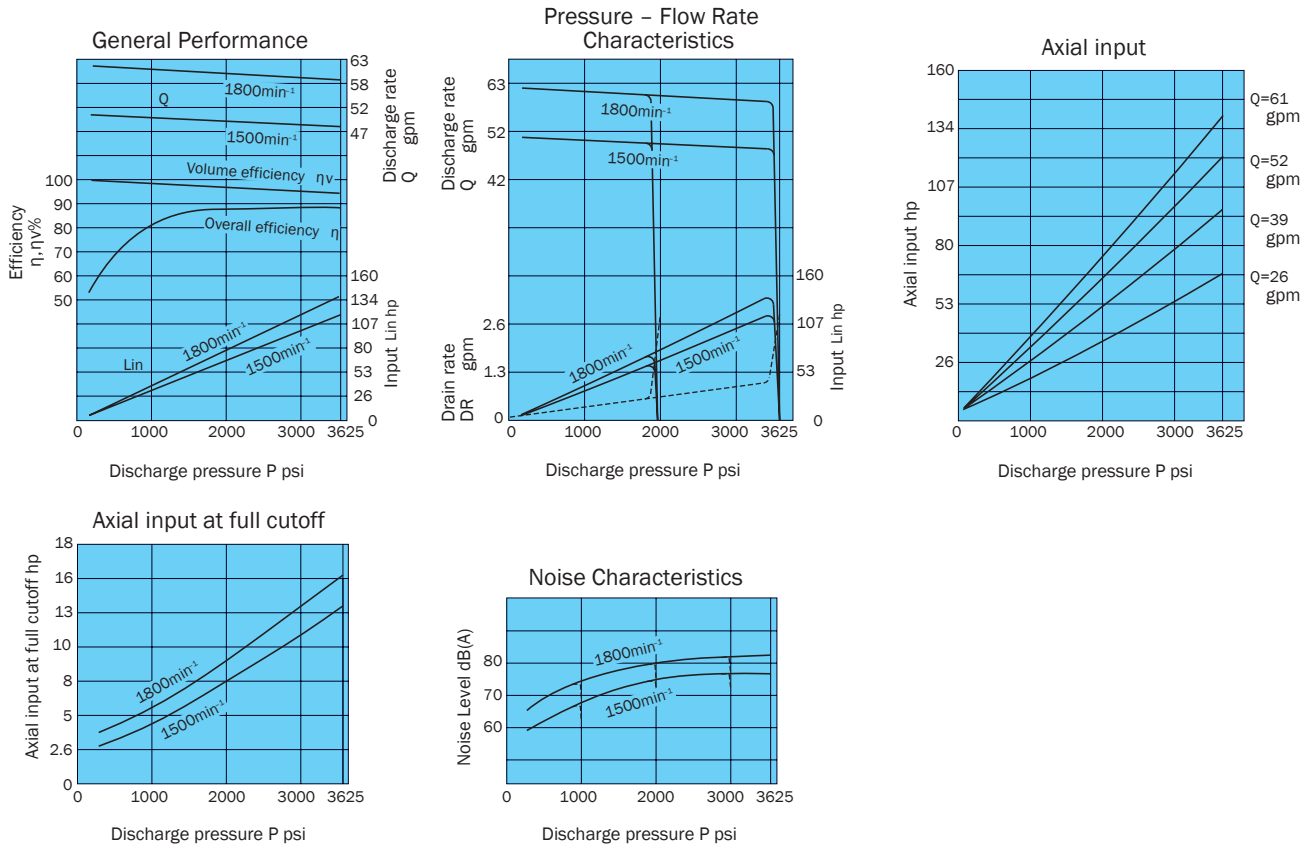 General Performance
63
58
52
47
Discharge rate
Q gpm
1800min⁻¹
Q
1500min⁻¹
Volume efficiency ηv
Overall efficiency η
100
90
80
70
60
50
Efficiency
η,ηv%
160
134
107
80
53
26
0
Input Lin hp
Lin
1800min⁻¹
1500min⁻¹
0 1000 2000 3000 3625
Discharge pressure P psi
Pressure – Flow Rate
Characteristics
63
52
42
Discharge rate
Q gpm
1800min⁻¹
1500min⁻¹
2.6
1.3
0
Drain rate
DR gpm
160
107
53
0
Input Lin hp
1800min⁻¹
1500min⁻¹
0 1000 2000 3000 3625
Discharge pressure P psi
Axial input
160
134
107
80
53
26
Axial input hp
Q=61
gpm
Q=52
gpm
Q=39
gpm
Q=26
gpm
0 1000 2000 3000 3625
Discharge pressure P psi
Axial input at full cutoff
18
16
13
10
8
5
2.6
0
Axial input at full cutoff hp
1800min⁻¹
1500min⁻¹
0 1000 2000 3000 3625
Discharge pressure P psi
Noise Characteristics
80
70
60
Noise Level dB(A)
1800min⁻¹
1500min⁻¹
0 1000 2000 3000 3625
Discharge pressure P psi